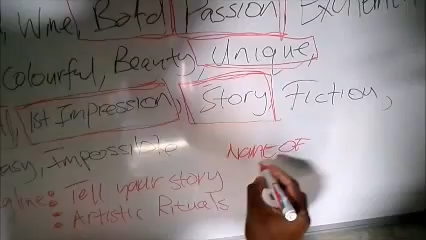 , Wine, Bold, Passion, Excitement
Colourful, Beauty, Unique,
1st Impression, Story, Fiction,
easy, Impossible
NAME OF
: Tell your story
: Artistic Rituals